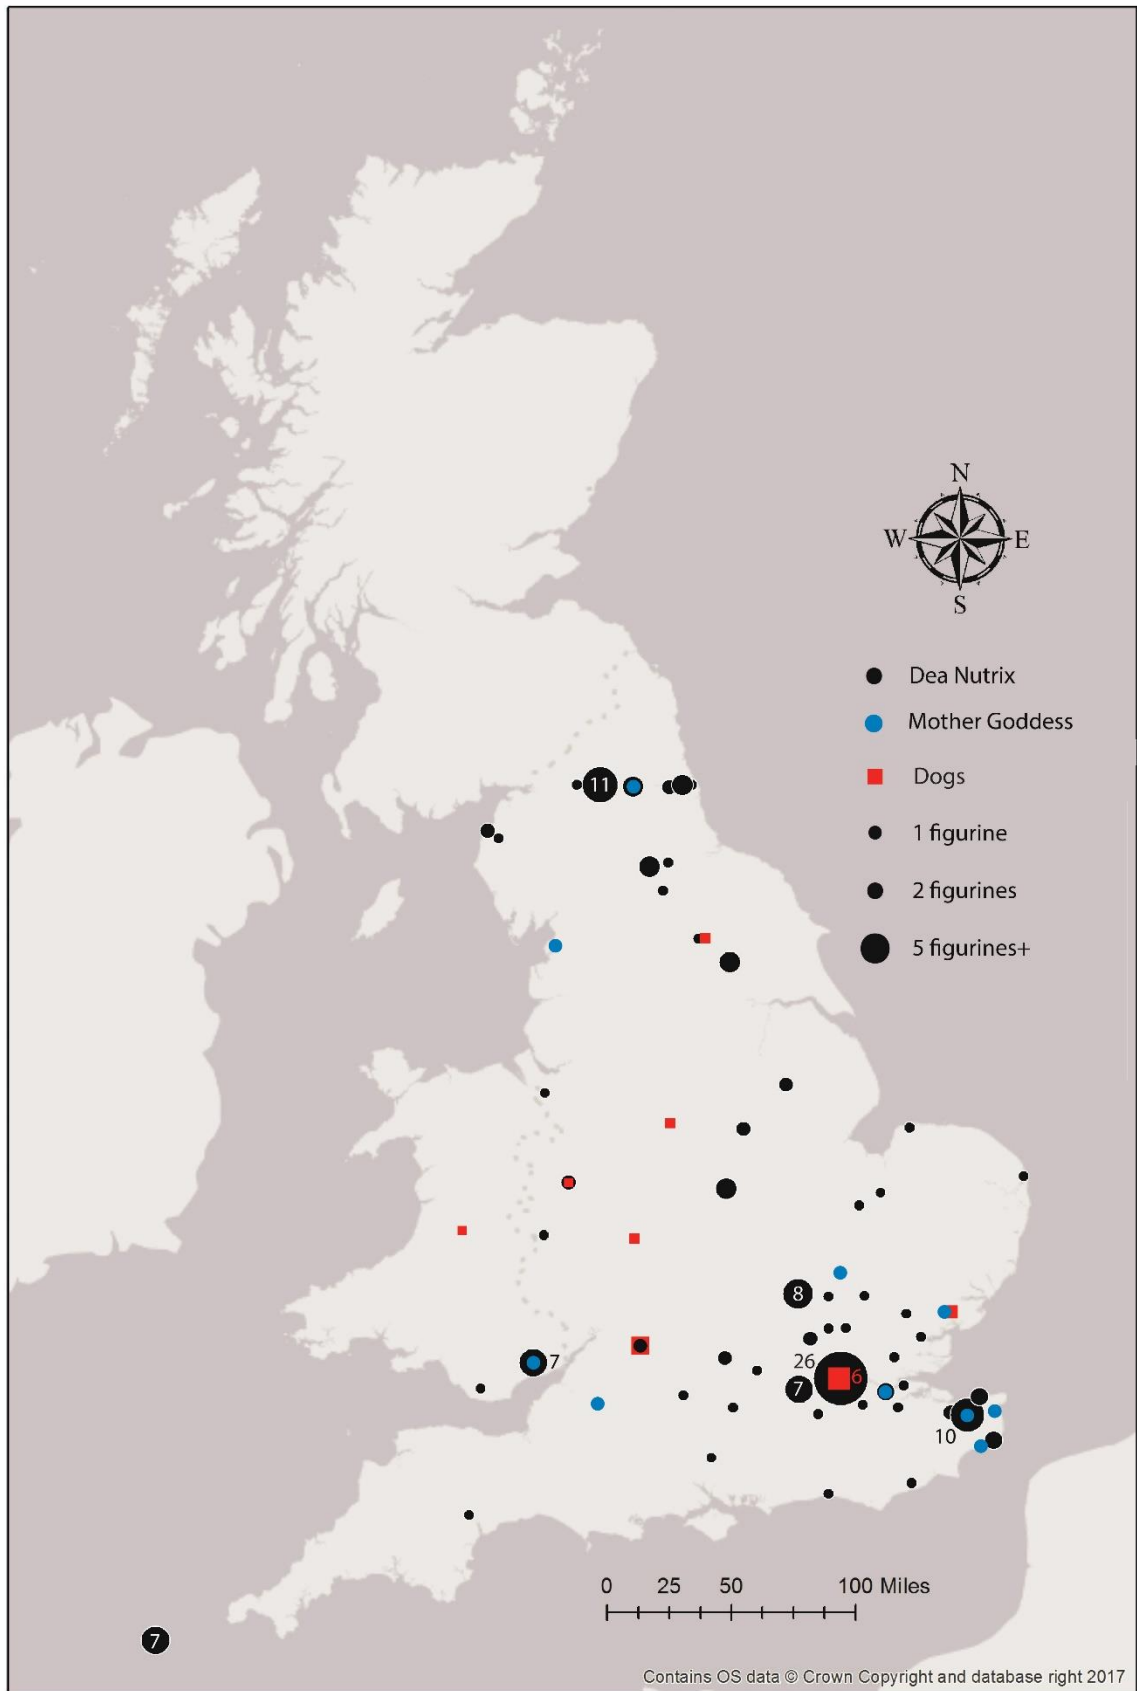 N
W E
S
Dea Nutrix
Mother Goddess
Dogs
1 figurine
2 figurines
5 figurines+
11
8
7
26
6
7
10
7
0 25 50 100 Miles
Contains OS data © Crown Copyright and database right 2017